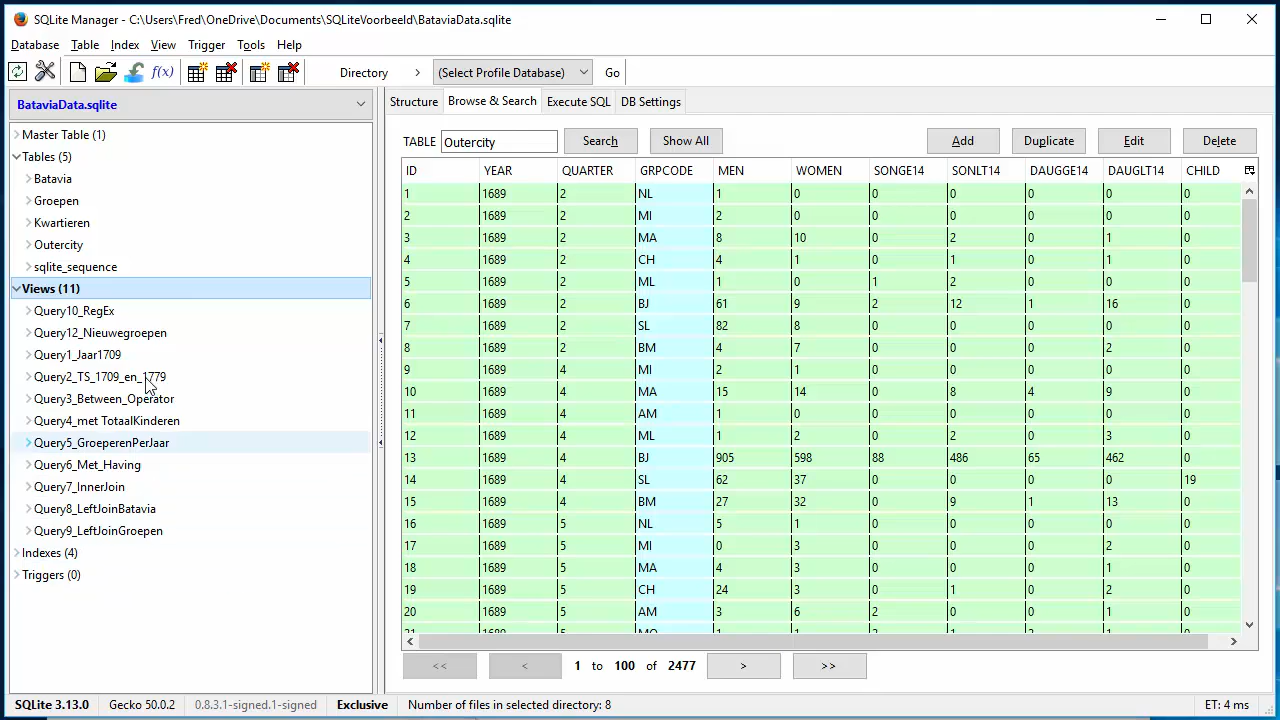 SQLite Manager - C:\Users\Fred\OneDrive\Documents\SQLiteVoorbeeld\BataviaData.sqlite
Database Table Index View Trigger Tools Help
f(x) Directory > (Select Profile Database) Go
BataviaData.sqlite
Master Table (1)
Tables (5)
Batavia
Groepen
Kwartieren
Outercity
sqlite_sequence
Views (11)
Query10_RegEx
Query12_Nieuwegroepen
Query1_Jaar1709
Query2_TS_1709_en_1779
Query3_Between_Operator
Query4_met TotaalKinderen
Query5_GroeperenPerJaar
Query6_Met_Having
Query7_InnerJoin
Query8_LeftJoinBatavia
Query9_LeftJoinGroepen
Indexes (4)
Triggers (0)
Structure Browse & Search Execute SQL DB Settings
TABLE Outercity Search Show All Add Duplicate Edit Delete
ID YEAR QUARTER GRPCODE MEN WOMEN SONGE14 SONLT14 DAUGGE14 DAUGLT14 CHILD
1 1689 2 NL 1 0 0 0 0 0 0
2 1689 2 MI 2 0 0 0 0 0 0
3 1689 2 MA 8 10 0 2 0 1 0
4 1689 2 CH 4 1 0 1 0 1 0
5 1689 2 ML 1 0 1 2 0 0 0
6 1689 2 BJ 61 9 2 12 1 16 0
7 1689 2 SL 82 8 0 0 0 0 0
8 1689 2 BM 4 7 0 0 0 2 0
9 1689 4 MI 2 1 0 0 0 0 0
10 1689 4 MA 15 14 0 8 4 9 0
11 1689 4 AM 1 0 0 0 0 0 0
12 1689 4 ML 1 2 0 2 0 3 0
13 1689 4 BJ 905 598 88 486 65 462 0
14 1689 4 SL 62 37 0 0 0 0 19
15 1689 4 BM 27 32 0 9 1 13 0
16 1689 5 NL 5 1 0 0 0 0 0
17 1689 5 MI 0 3 0 0 0 2 0
18 1689 5 MA 4 3 0 0 0 1 0
19 1689 5 CH 24 3 0 1 0 2 0
20 1689 5 AM 3 6 2 0 0 1 0
<< < 1 to 100 of 2477 > >>
SQLite 3.13.0 Gecko 50.0.2 0.8.3.1-signed.1-signed Exclusive Number of files in selected directory: 8 ET: 4 ms